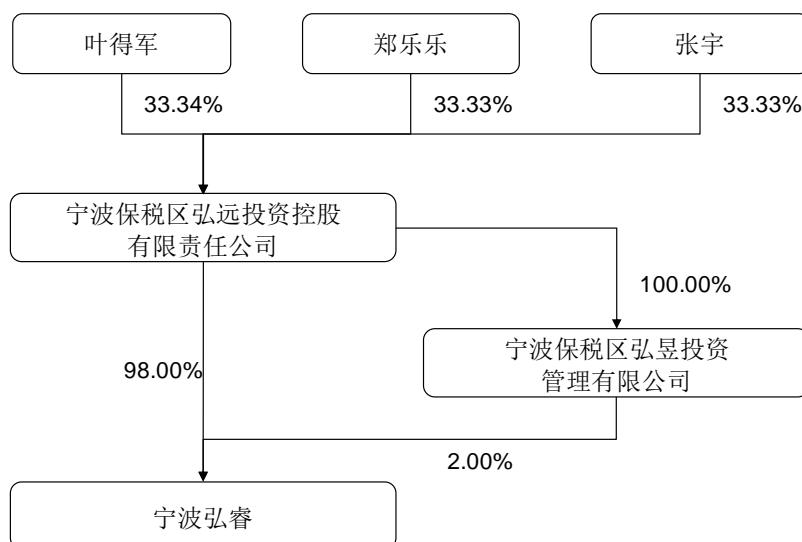 叶得军
郑乐乐
张宇
33.34%
33.33%
33.33%
宁波保税区弘远投资控股
有限责任公司
100.00%
宁波保税区弘昱投资
管理有限公司
98.00%
2.00%
宁波弘睿